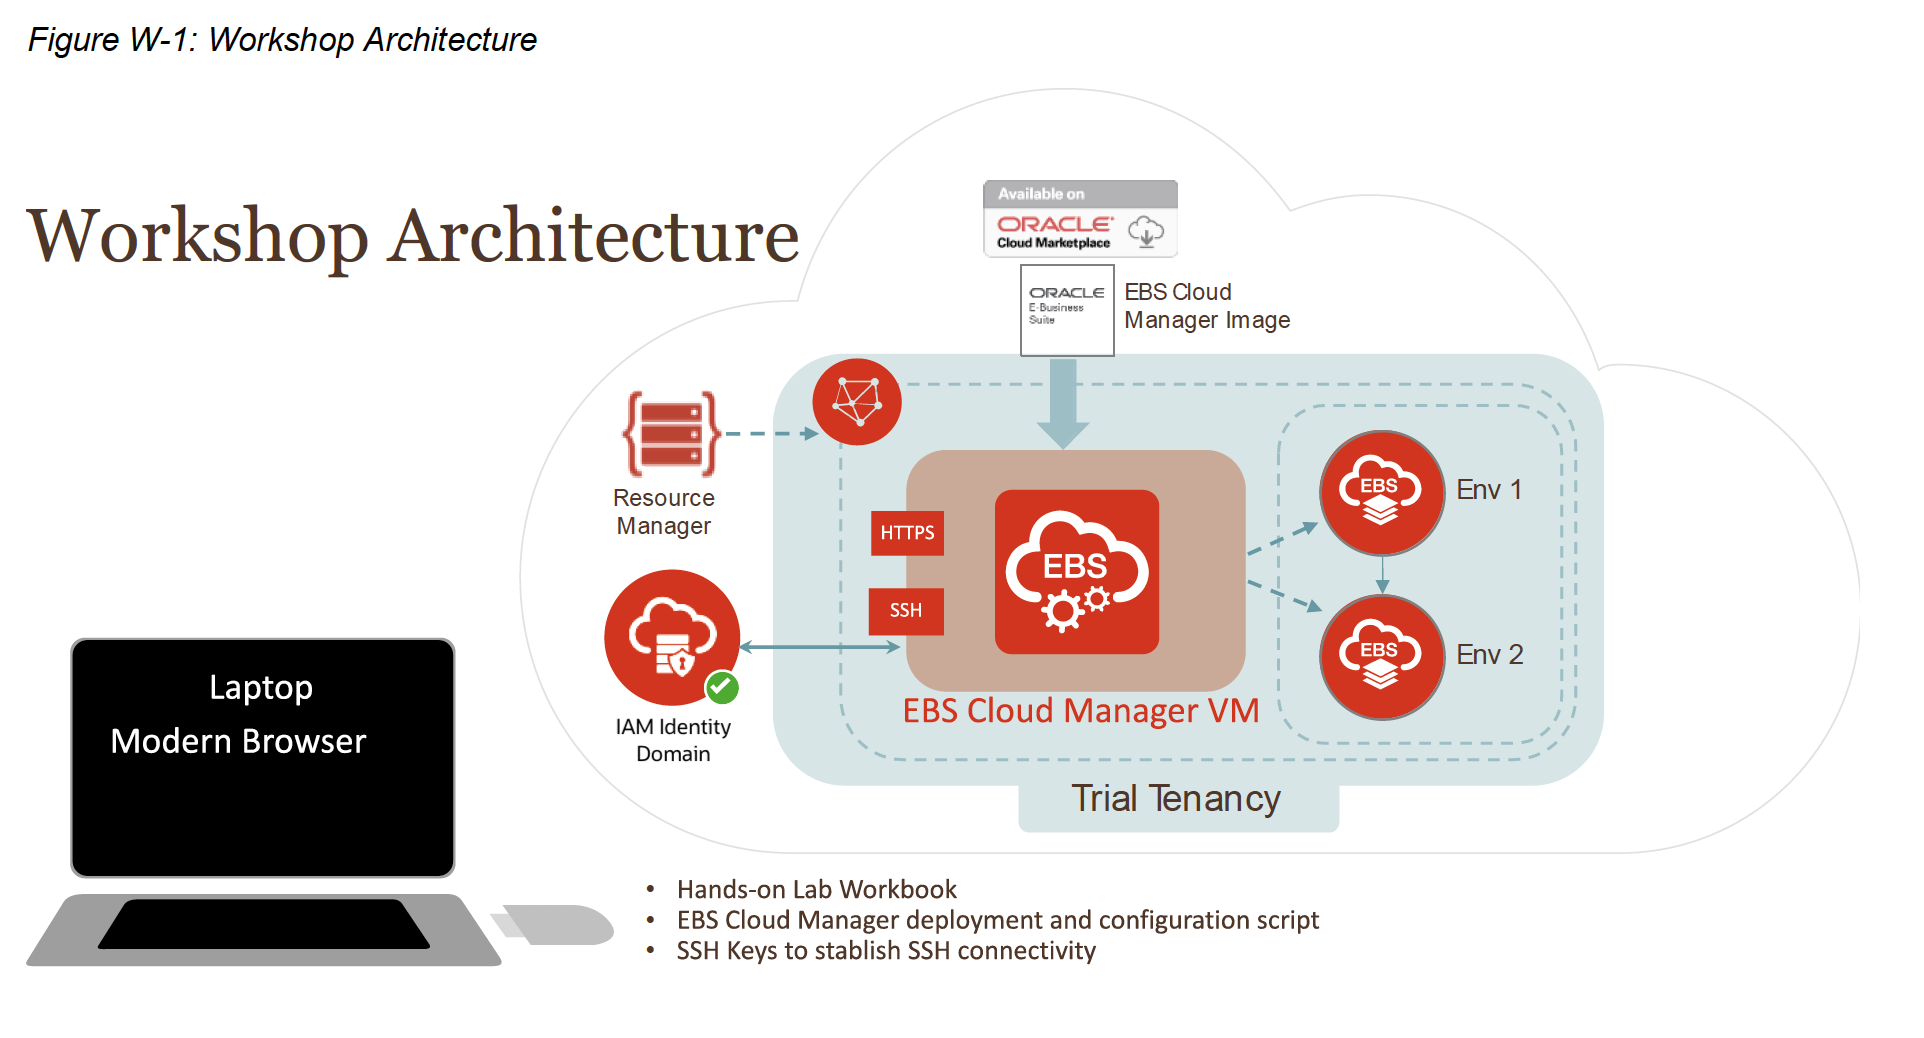 Figure W-1: Workshop Architecture
Workshop Architecture
Available on
ORACLE
Cloud Marketplace
ORACLE
E-Business
Suite
EBS Cloud
Manager Image
Resource
Manager
HTTPS
SSH
EBS
EBS
Env 1
EBS
Env 2
IAM Identity
Domain
EBS Cloud Manager VM
Trial Tenancy
Laptop
Modern Browser
• Hands-on Lab Workbook
• EBS Cloud Manager deployment and configuration script
• SSH Keys to stablish SSH connectivity